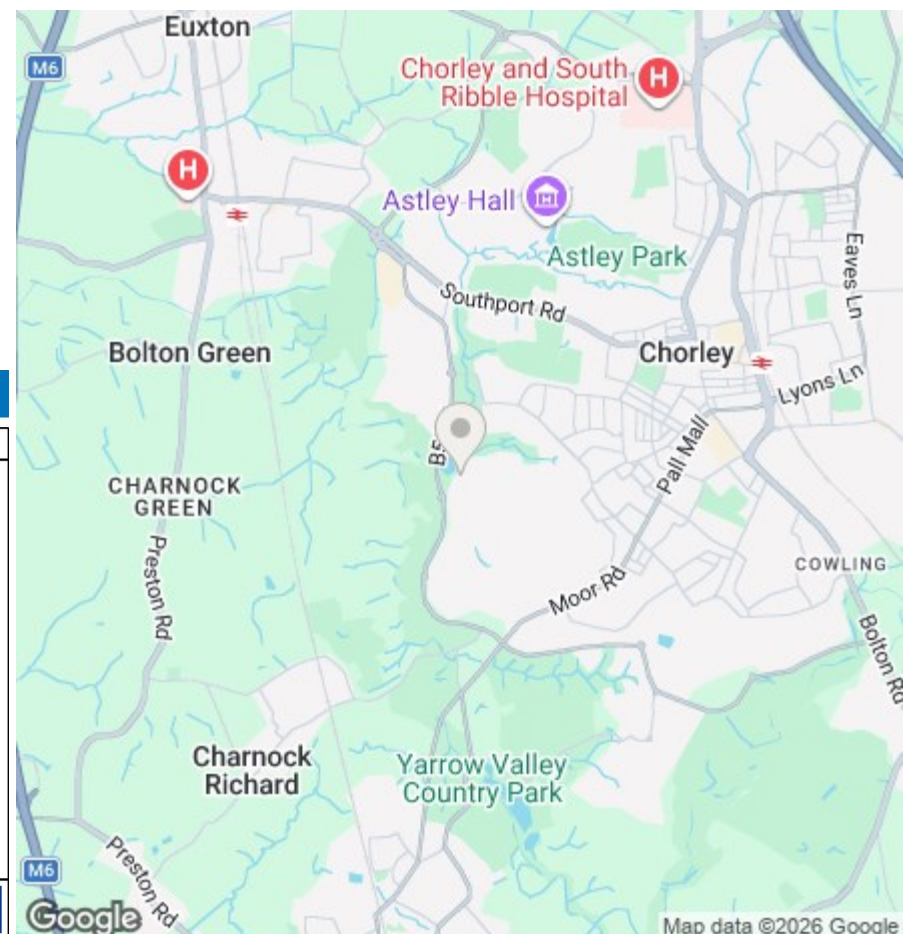 Euxton
M6
Chorley and South
Ribble Hospital
H
H
Astley Hall
Astley Park
Eaves Ln
Southport Rd
Bolton Green
Chorley
Lyons Ln
Pall Mall
CHARNOCK
GREEN
Preston Rd
COWLING
Moor Rd
Bolton Rd
Charnock
Richard
Yarrow Valley
Country Park
M6
Preston Rd
Google
Map data ©2026 Google